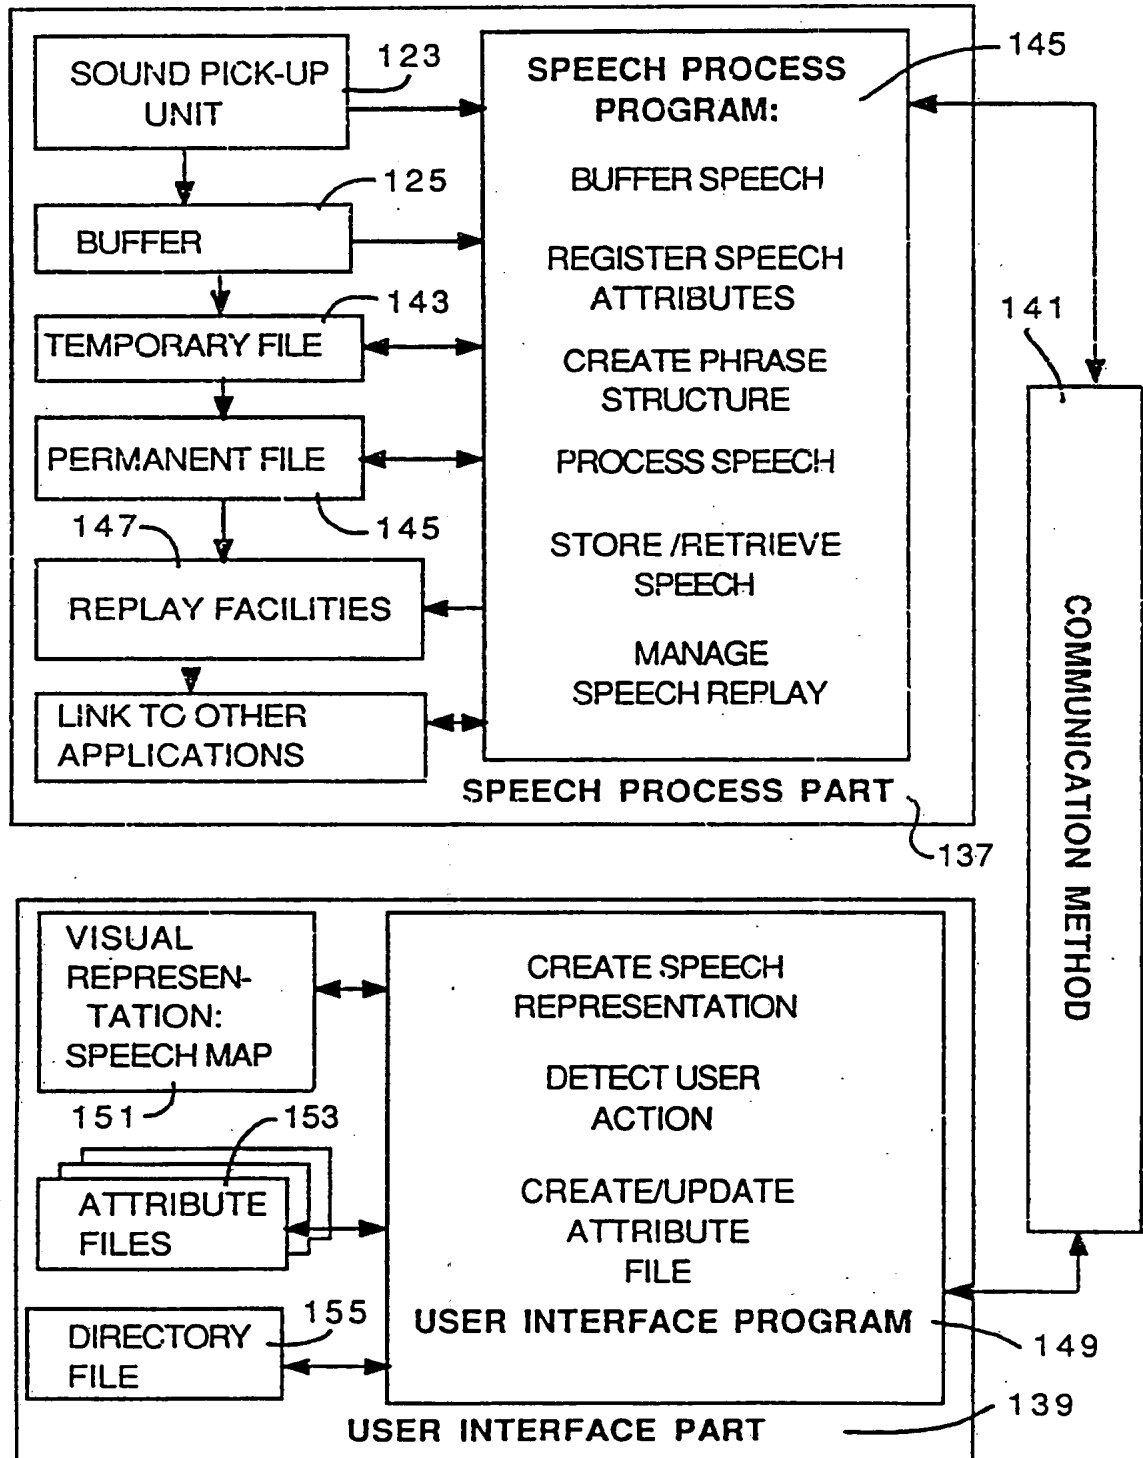 SOUND PICK-UP
UNIT
123
125
BUFFER
143
TEMPORARY FILE
PERMANENT FILE
147
145
REPLAY FACILITIES
LINK TO OTHER
APPLICATIONS
SPEECH PROCESS
PROGRAM:
145
BUFFER SPEECH
REGISTER SPEECH
ATTRIBUTES
CREATE PHRASE
STRUCTURE
PROCESS SPEECH
STORE /RETRIEVE
SPEECH
MANAGE
SPEECH REPLAY
SPEECH PROCESS PART
137
141
COMMUNICATION METHOD
VISUAL
REPRESEN-
TATION:
SPEECH MAP
151
153
ATTRIBUTE
FILES
155
DIRECTORY
FILE
CREATE SPEECH
REPRESENTATION
DETECT USER
ACTION
CREATE/UPDATE
ATTRIBUTE
FILE
USER INTERFACE PROGRAM
149
139
USER INTERFACE PART